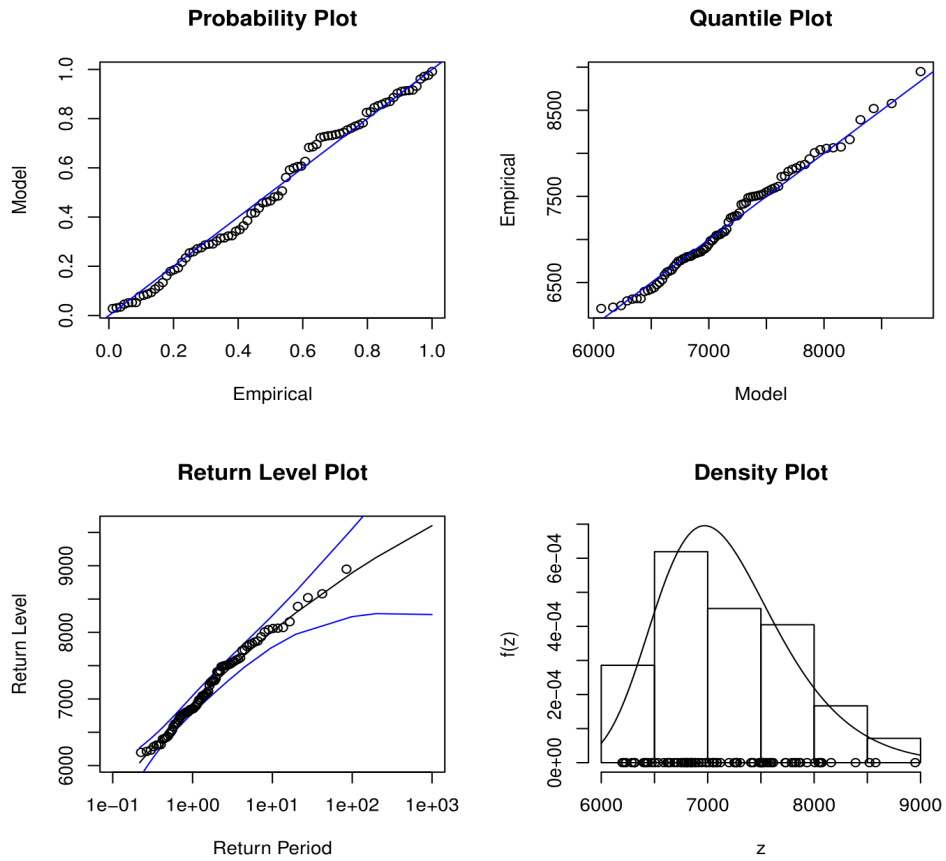 Probability Plot
Model
0.0 0.2 0.4 0.6 0.8 1.0
0.0 0.2 0.4 0.6 0.8 1.0
Empirical
Quantile Plot
Empirical
6500 7500 8500
6000 7000 8000
Model
Return Level Plot
Return Level
6000 7000 8000 9000
1e−01 1e+00 1e+01 1e+02 1e+03
Return Period
Density Plot
f(z)
0e+00 2e−04 4e−04 6e−04
6000 7000 8000 9000
z